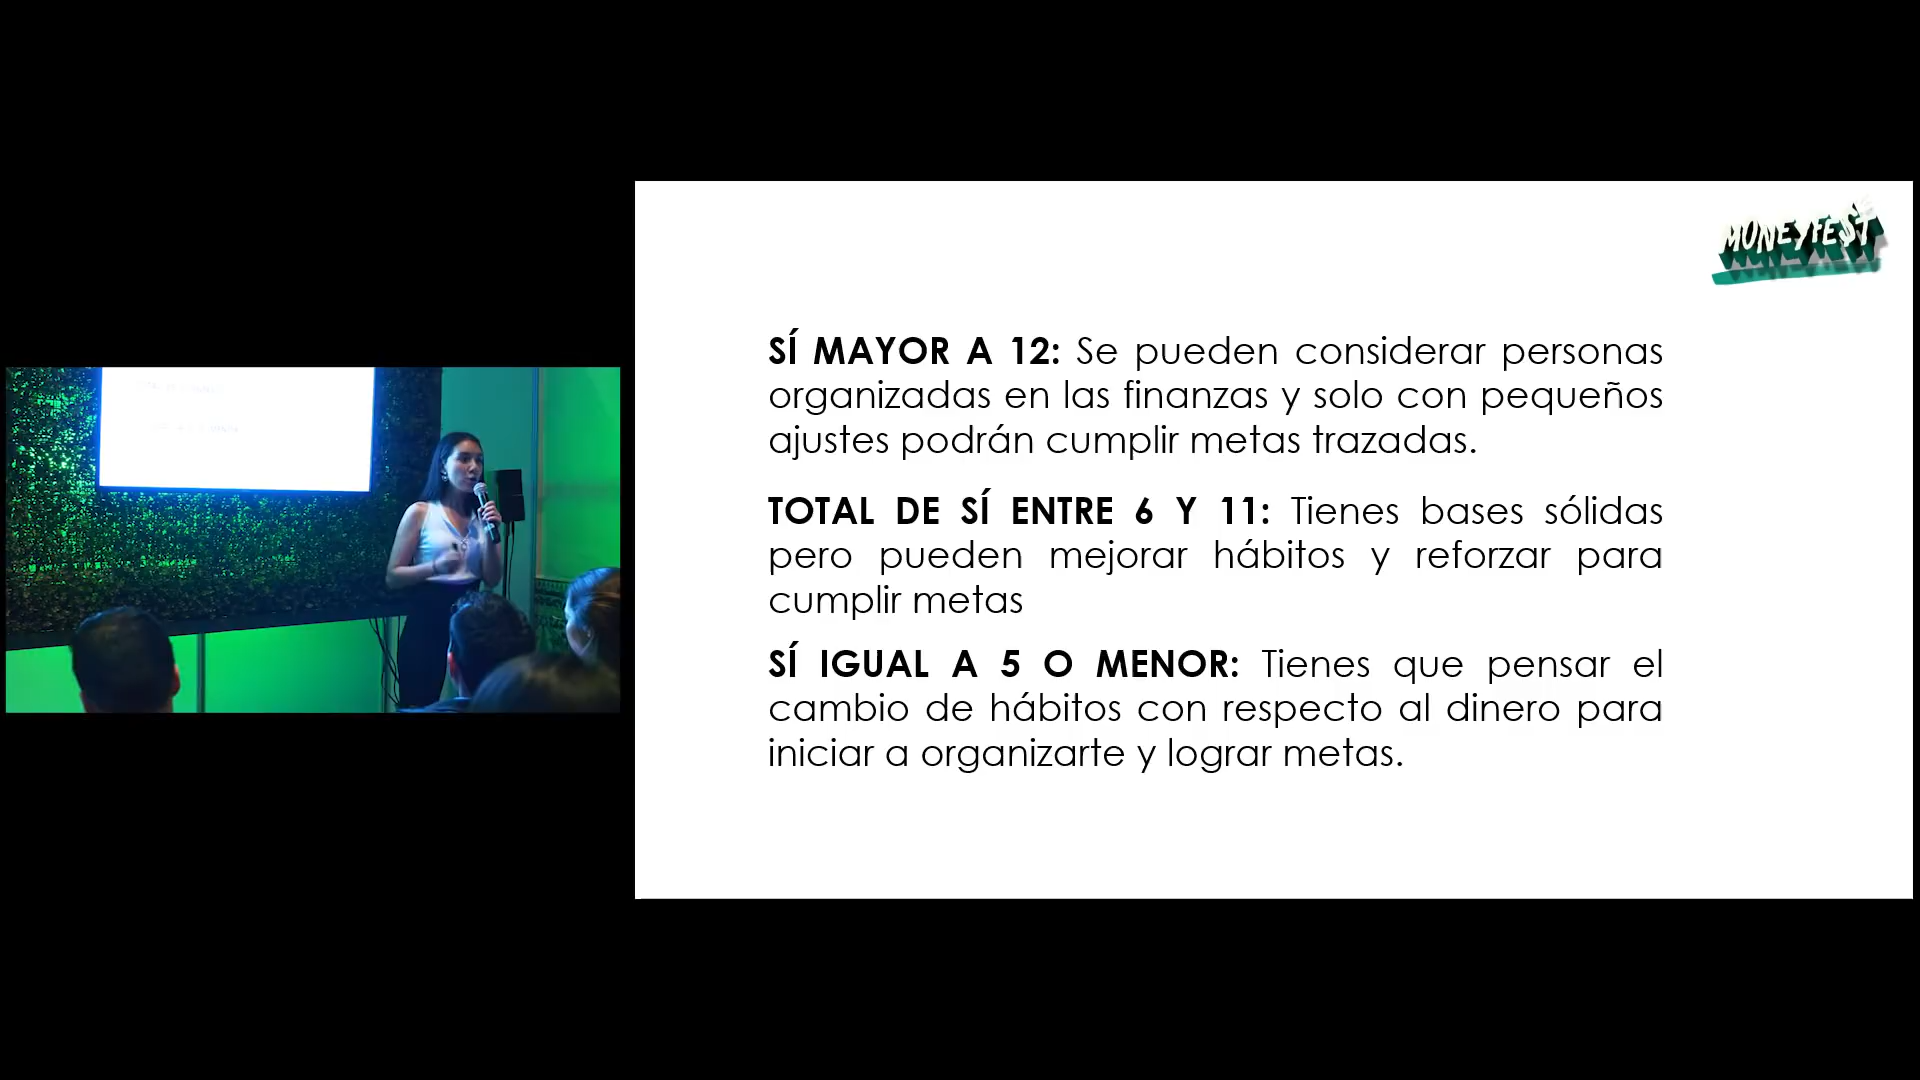 MONEYFEST
SÍ MAYOR A 12: Se pueden considerar personas
organizadas en las finanzas y solo con pequeños
ajustes podrán cumplir metas trazadas.
TOTAL DE SÍ ENTRE 6 Y 11: Tienes bases sólidas
pero pueden mejorar hábitos y reforzar para
cumplir metas
SÍ IGUAL A 5 O MENOR: Tienes que pensar el
cambio de hábitos con respecto al dinero para
iniciar a organizarte y lograr metas.